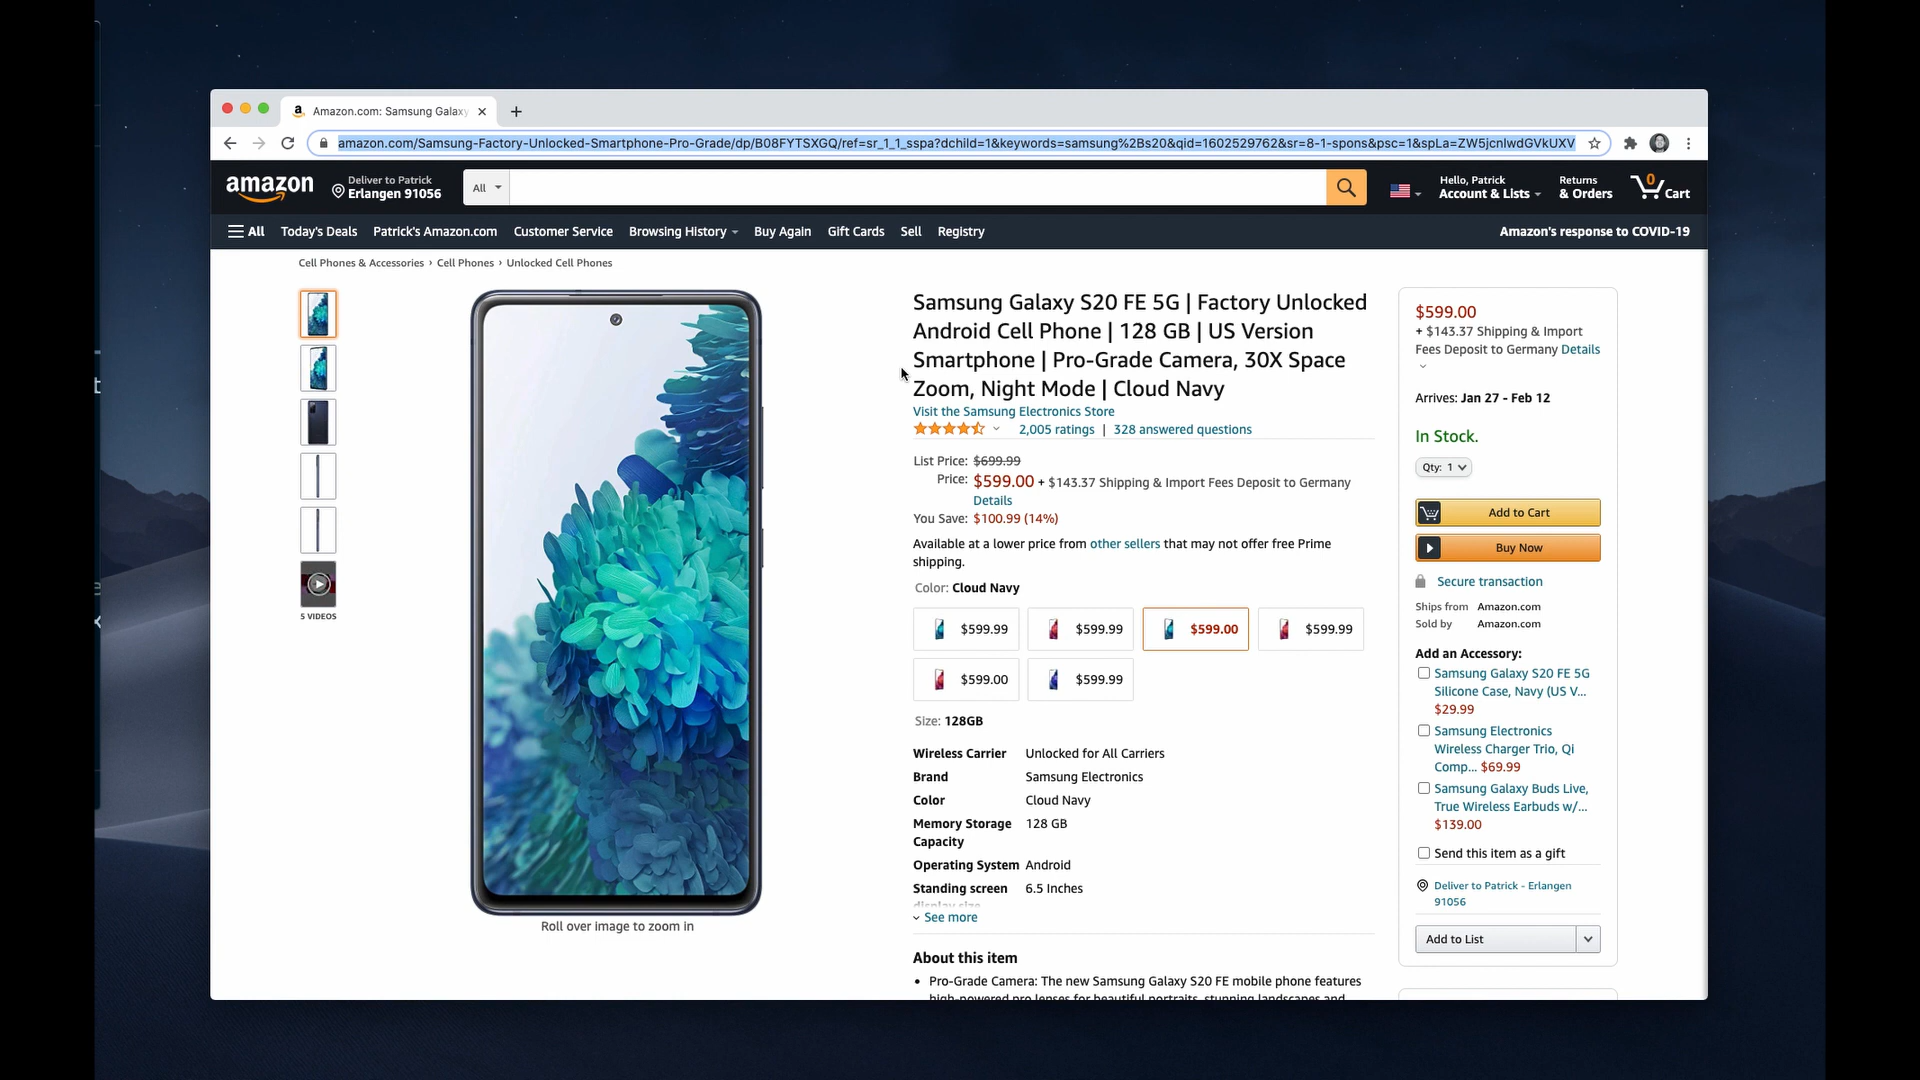 Amazon.com: Samsung Galaxy
amazon.com/Samsung-Factory-Unlocked-Smartphone-Pro-Grade/dp/B08FYTSXGQ/ref=sr_1_1_sspa?dchild=1&keywords=samsung%2Bs20&qid=1602529762&sr=8-1-spons&psc=1&spLa=ZW5jcnlwdGVkUXV
amazon
Deliver to Patrick
Erlangen 91056
All
Hello, Patrick
Account & Lists
Returns
& Orders
0
Cart
All Today's Deals Patrick's Amazon.com Customer Service Browsing History Buy Again Gift Cards Sell Registry
Amazon's response to COVID-19
Cell Phones & Accessories › Cell Phones › Unlocked Cell Phones
5 VIDEOS
Roll over image to zoom in
Samsung Galaxy S20 FE 5G | Factory Unlocked
Android Cell Phone | 128 GB | US Version
Smartphone | Pro-Grade Camera, 30X Space
Zoom, Night Mode | Cloud Navy
Visit the Samsung Electronics Store
2,005 ratings | 328 answered questions
List Price: $699.99
Price: $599.00 + $143.37 Shipping & Import Fees Deposit to Germany
Details
You Save: $100.99 (14%)
Available at a lower price from other sellers that may not offer free Prime
shipping.
Color: Cloud Navy
$599.99 $599.99 $599.00 $599.99
$599.00 $599.99
Size: 128GB
Wireless Carrier Unlocked for All Carriers
Brand Samsung Electronics
Color Cloud Navy
Memory Storage 128 GB
Capacity
Operating System Android
Standing screen 6.5 Inches
display size
See more
About this item
• Pro-Grade Camera: The new Samsung Galaxy S20 FE mobile phone features
high-powered pro lenses for beautiful portraits, stunning landscapes and
$599.00
+ $143.37 Shipping & Import
Fees Deposit to Germany Details
Arrives: Jan 27 - Feb 12
In Stock.
Qty: 1
Add to Cart
Buy Now
Secure transaction
Ships from Amazon.com
Sold by Amazon.com
Add an Accessory:
Samsung Galaxy S20 FE 5G
Silicone Case, Navy (US V...
$29.99
Samsung Electronics
Wireless Charger Trio, Qi
Comp... $69.99
Samsung Galaxy Buds Live,
True Wireless Earbuds w/...
$139.00
Send this item as a gift
Deliver to Patrick - Erlangen
91056
Add to List